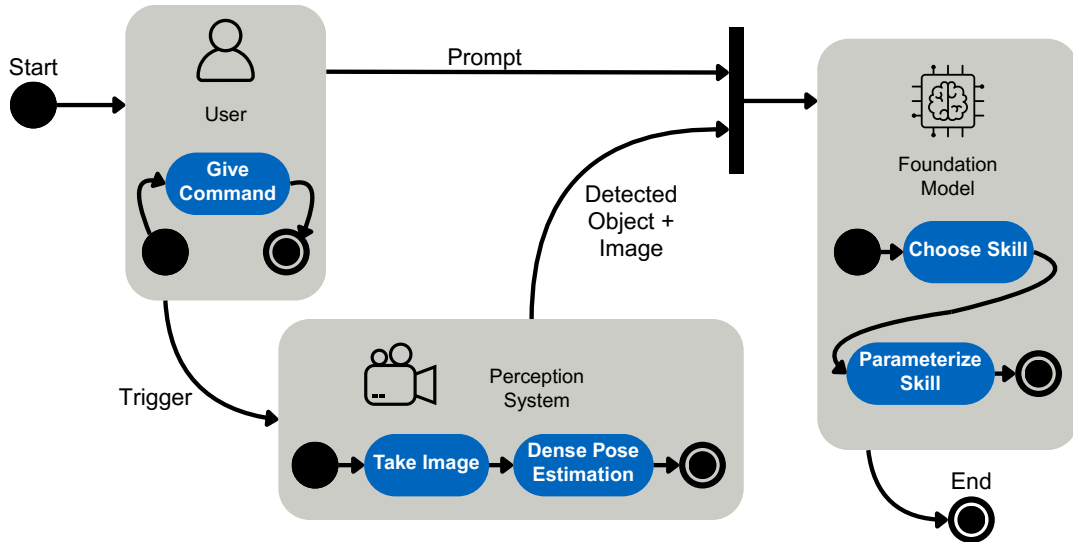 Start
User
Give
Command
Prompt
Trigger
Perception
System
Take Image
Dense Pose
Estimation
Detected
Object +
Image
Foundation
Model
Choose Skill
Parameterize
Skill
End